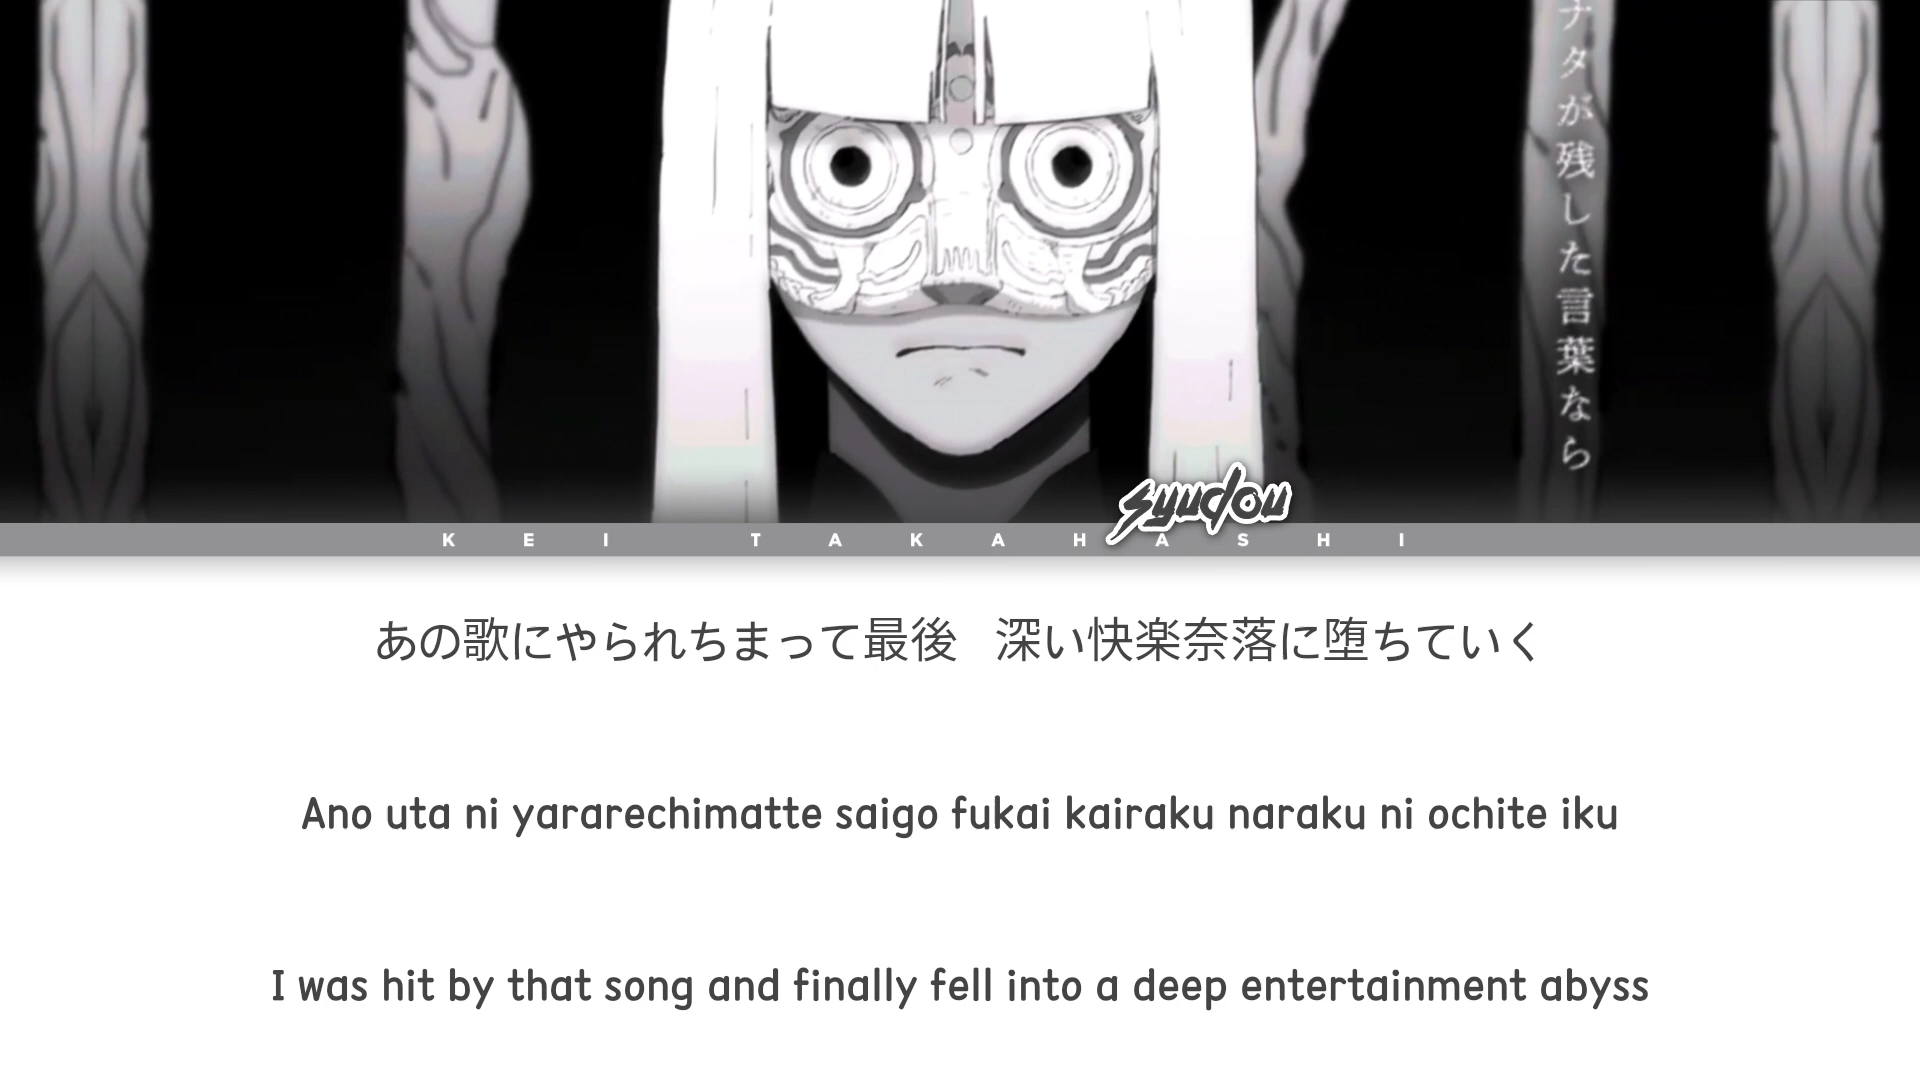 ナタが残した言葉なら
syudou
KEI TAKAHASHI
あの歌にやられちまって最後 深い快楽奈落に堕ちていく
Ano uta ni yararechimatte saigo fukai kairaku naraku ni ochite iku
I was hit by that song and finally fell into a deep entertainment abyss